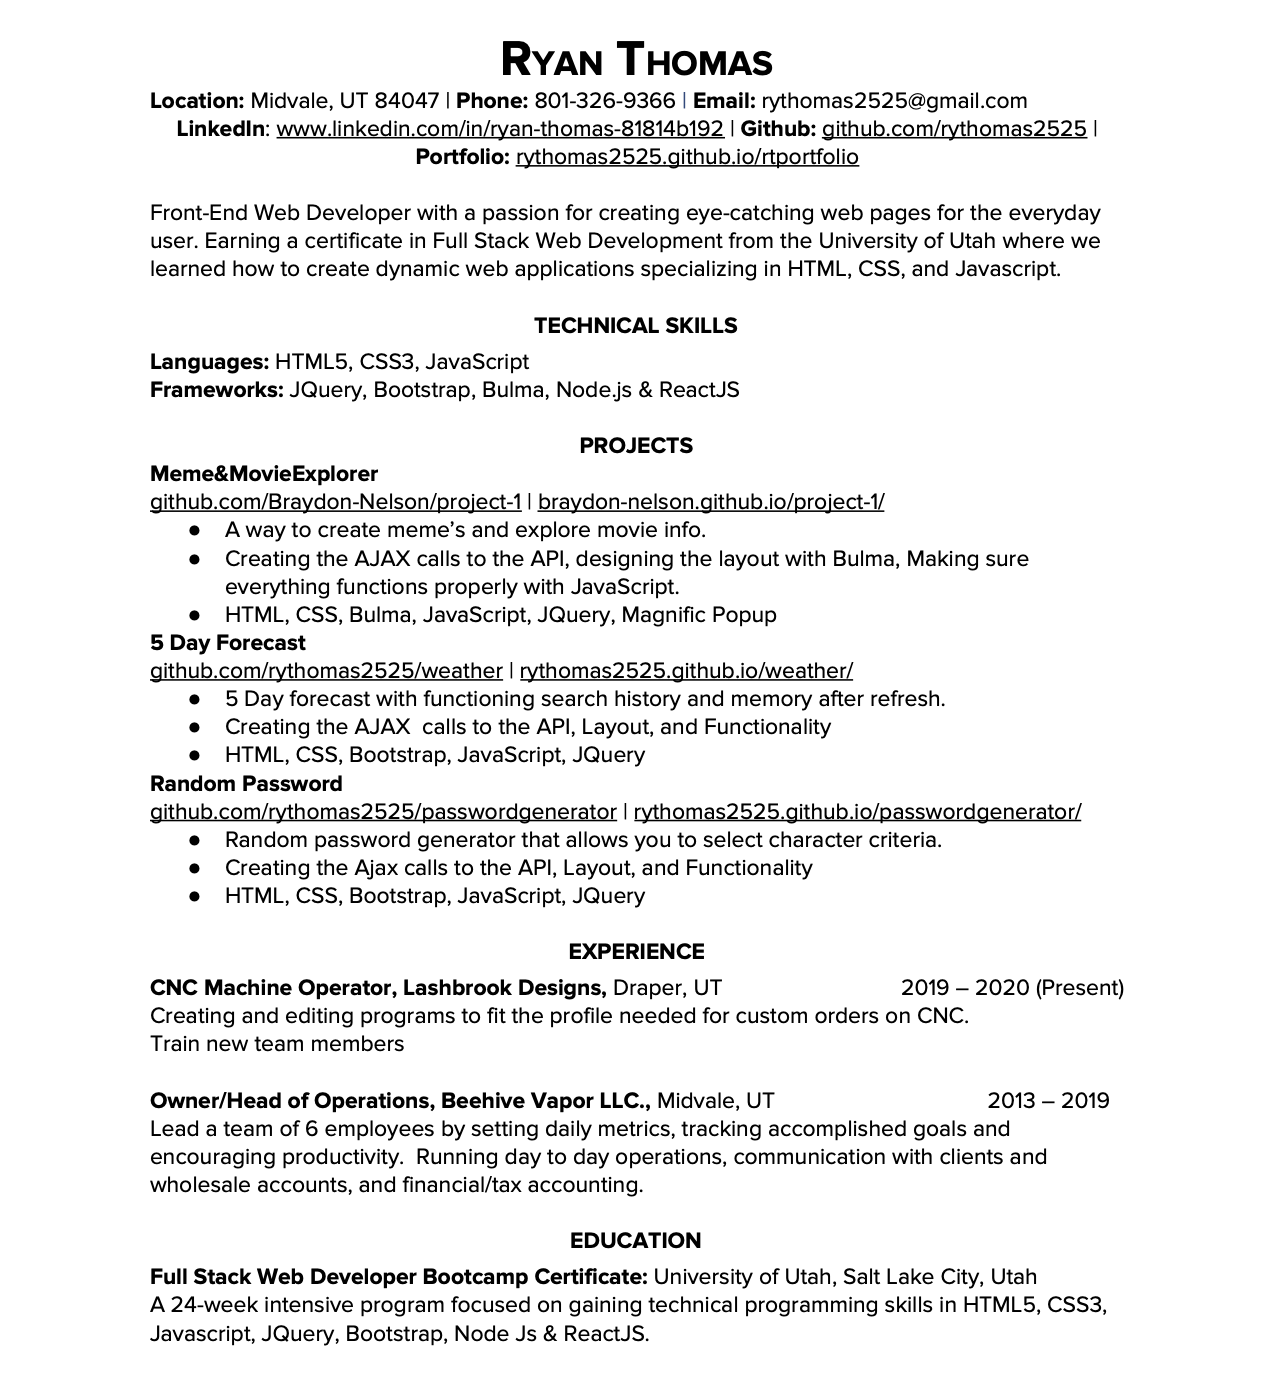 RYAN THOMAS
Location: Midvale, UT 84047 | Phone: 801-326-9366 | Email: rythomas2525@gmail.com
LinkedIn: www.linkedin.com/in/ryan-thomas-81814b192 | Github: github.com/rythomas2525 |
Portfolio: rythomas2525.github.io/rtportfolio
Front-End Web Developer with a passion for creating eye-catching web pages for the everyday
user. Earning a certificate in Full Stack Web Development from the University of Utah where we
learned how to create dynamic web applications specializing in HTML, CSS, and Javascript.
TECHNICAL SKILLS
Languages: HTML5, CSS3, JavaScript
Frameworks: JQuery, Bootstrap, Bulma, Node.js & ReactJS
PROJECTS
Meme&MovieExplorer
github.com/Braydon-Nelson/project-1 | braydon-nelson.github.io/project-1/
● A way to create meme’s and explore movie info.
● Creating the AJAX calls to the API, designing the layout with Bulma, Making sure
everything functions properly with JavaScript.
● HTML, CSS, Bulma, JavaScript, JQuery, Magnific Popup
5 Day Forecast
github.com/rythomas2525/weather | rythomas2525.github.io/weather/
● 5 Day forecast with functioning search history and memory after refresh.
● Creating the AJAX  calls to the API, Layout, and Functionality
● HTML, CSS, Bootstrap, JavaScript, JQuery
Random Password
github.com/rythomas2525/passwordgenerator | rythomas2525.github.io/passwordgenerator/
● Random password generator that allows you to select character criteria.
● Creating the Ajax calls to the API, Layout, and Functionality
● HTML, CSS, Bootstrap, JavaScript, JQuery
EXPERIENCE
CNC Machine Operator, Lashbrook Designs, Draper, UT 2019 – 2020 (Present)
Creating and editing programs to fit the profile needed for custom orders on CNC.
Train new team members
Owner/Head of Operations, Beehive Vapor LLC., Midvale, UT 2013 – 2019
Lead a team of 6 employees by setting daily metrics, tracking accomplished goals and
encouraging productivity.  Running day to day operations, communication with clients and
wholesale accounts, and financial/tax accounting.
EDUCATION
Full Stack Web Developer Bootcamp Certificate: University of Utah, Salt Lake City, Utah
A 24-week intensive program focused on gaining technical programming skills in HTML5, CSS3,
Javascript, JQuery, Bootstrap, Node Js & ReactJS.